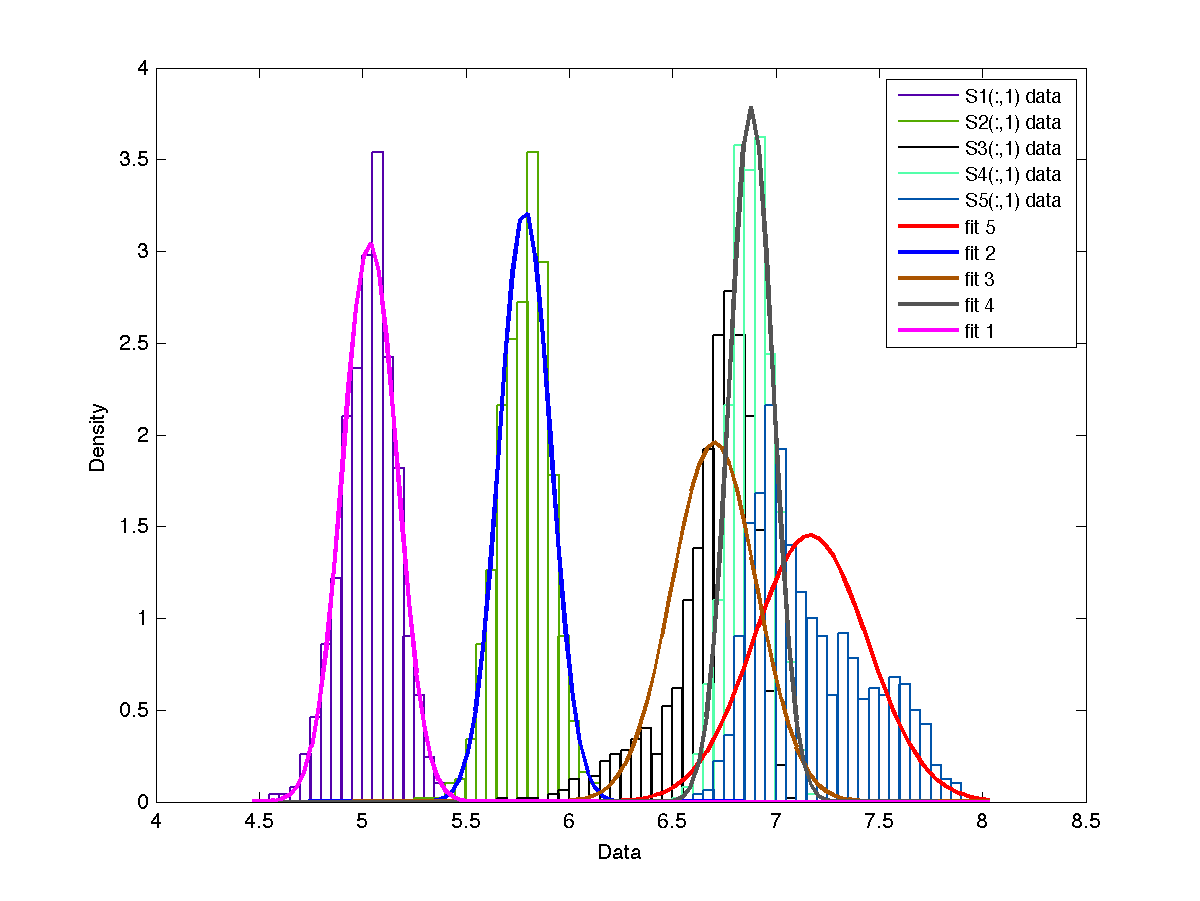 4
3.5
3
2.5
2
1.5
1
0.5
0
Density
4
4.5
5
5.5
6
6.5
7
7.5
8
8.5
Data
S1(:,1) data
S2(:,1) data
S3(:,1) data
S4(:,1) data
S5(:,1) data
fit 5
fit 2
fit 3
fit 4
fit 1